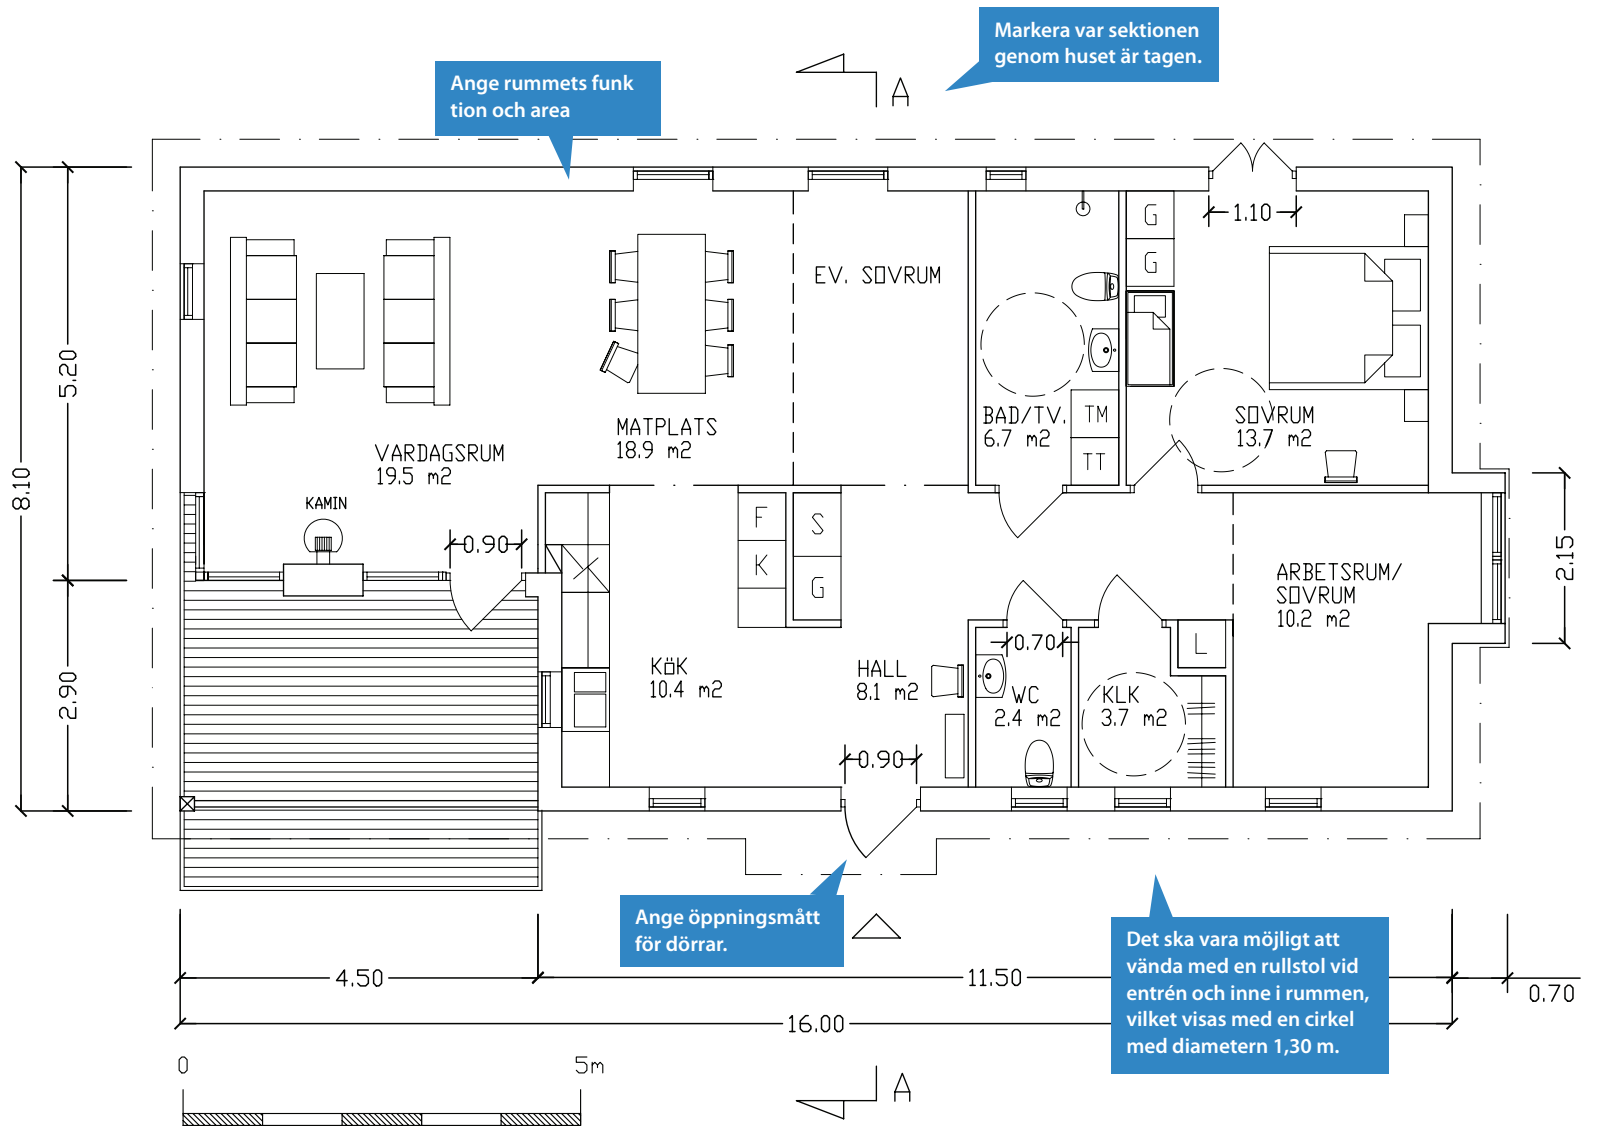 Markera var sektionen
genom huset är tagen.
Ange rummets funk
tion och area
A
1.10
G
G
EV. SOVRUM
5.20
8.10
MATPLATS
18.9 m2
BAD/TV.
6.7 m2
TM
TT
SOVRUM
13.7 m2
VARDAGSRUM
19.5 m2
KAMIN
0.90
F
K
S
G
2.15
ARBETSRUM/
SOVRUM
10.2 m2
0.70
L
2.90
KÖK
10.4 m2
HALL
8.1 m2
WC
2.4 m2
KLK
3.7 m2
0.90
Ange öppningsmått
för dörrar.
Det ska vara möjligt att
vända med en rullstol vid
entrén och inne i rummen,
vilket visas med en cirkel
med diametern 1,30 m.
4.50
11.50
0.70
16.00
0
5m
A